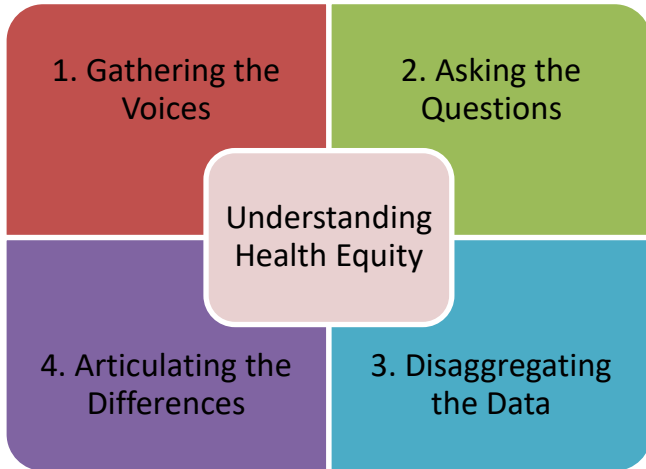 1. Gathering the
Voices
2. Asking the
Questions
Understanding
Health Equity
4. Articulating the
Differences
3. Disaggregating
the Data